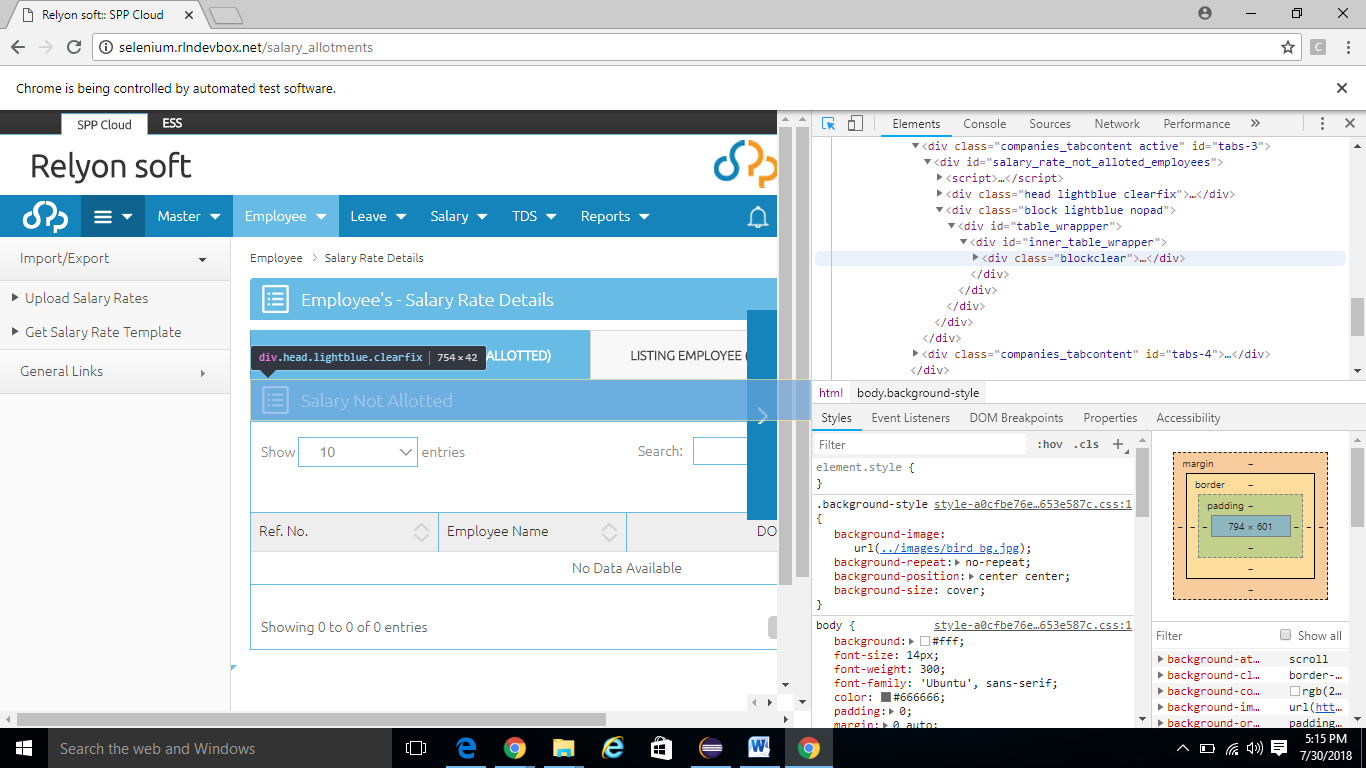 Relyon soft:: SPP Cloud
selenium.rlndevbox.net/salary_allotments
C
Chrome is being controlled by automated test software.
SPP Cloud
ESS
Relyon soft
Master
Employee
Leave
Salary
TDS
Reports
Import/Export
Upload Salary Rates
Get Salary Rate Template
General Links
Employee > Salary Rate Details
Employee's - Salary Rate Details
ALLOTTED)
LISTING EMPLOYEE (
div.head.lightblue.clearfix | 754 × 42
Salary Not Allotted
Show 10 entries
Search:
Ref. No.
Employee Name
DO
No Data Available
Showing 0 to 0 of 0 entries
Elements Console Sources Network Performance »
<div class="companies_tabcontent active" id="tabs-3">
<div id="salary_rate_not_alloted_employees">
<script>…</script>
<div class="head lightblue clearfix">…</div>
<div class="block lightblue nopad">
<div id="table_wrappper">
<div id="inner_table_wrapper">
<div class="blockclear">…</div>
</div>
</div>
</div>
</div>
</div>
<div class="companies_tabcontent" id="tabs-4">…</div>
</div>
html body.background-style
Styles Event Listeners DOM Breakpoints Properties Accessibility
Filter :hov .cls +
element.style {
}
.background-style style-a0cfbe76e…653e587c.css:1
{
background-image:
url(../images/bird_bg.jpg);
background-repeat: no-repeat;
background-position: center center;
background-size: cover;
}
body { style-a0cfbe76e…653e587c.css:1
background: #fff;
font-size: 14px;
font-weight: 300;
font-family: 'Ubuntu', sans-serif;
color: #666666;
padding: 0;
margin: 0 auto;
margin –
border –
padding –
– – – 794 × 601 – – –
–
–
–
Filter Show all
background-at… scroll
background-cl… border-…
background-co… rgb(2…
background-im… url(htt…
background-or… padding…
Search the web and Windows
5:15 PM
7/30/2018